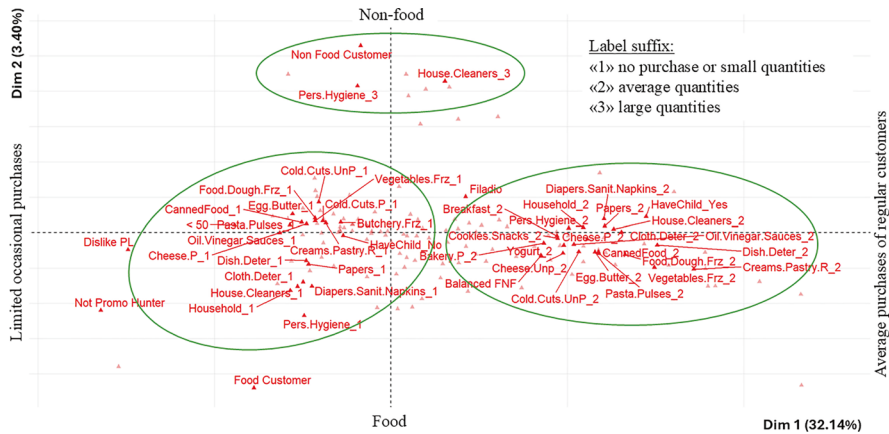 Non-food
Dim 2 (3.40%)
Non Food Customer
House.Cleaners_3
Pers.Hygiene_3
Label suffix:
«1» no purchase or small quantities
«2» average quantities
«3» large quantities
Limited occasional purchases
Average purchases of regular customers
Cold.Cuts.UnP_1
Vegetables.Frz_1
Food.Dough.Frz_1
Egg.Butter_1
Cold.Cuts.P_1
CannedFood_1
< 50
Pasta.Pulses_1
Butchery.Frz_1
Dislike PL
Oil.Vinegar.Sauces_1
HaveChild_No
Cheese.P_1
Creams.Pastry.R_1
Dish.Deter_1
Papers_1
Cloth.Deter_1
House.Cleaners_1
Diapers.Sanit.Napkins_1
Not Promo Hunter
Household_1
Pers.Hygiene_1
Food Customer
Filadio
Diapers.Sanit.Napkins_2
Breakfast_2
Household_2
Papers_2
HaveChild_Yes
Pers.Hygiene_2
House.Cleaners_2
Cookies.Snacks_2
Cheese.P_2
Cloth.Deter_2
Oil.Vinegar.Sauces_2
Bakery.P_2
Yogurt_2
CannedFood_2
Dish.Deter_2
Cheese.Unp_2
Food.Dough.Frz_2
Creams.Pastry.R_2
Balanced FNF
Egg.Butter_2
Vegetables.Frz_2
Cold.Cuts.UnP_2
Pasta.Pulses_2
Food
Dim 1 (32.14%)